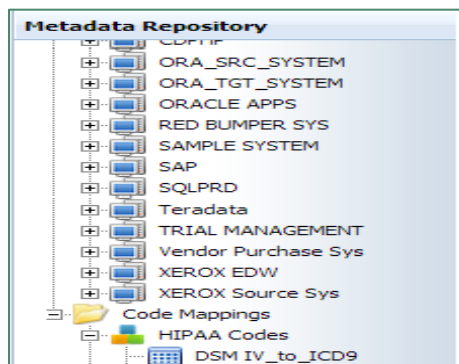 Metadata Repository
CDPHP
ORA_SRC_SYSTEM
ORA_TGT_SYSTEM
ORACLE APPS
RED BUMPER SYS
SAMPLE SYSTEM
SAP
SQLPRD
Teradata
TRIAL MANAGEMENT
Vendor Purchase Sys
XEROX EDW
XEROX Source Sys
Code Mappings
HIPAA Codes
DSM IV_to_ICD9